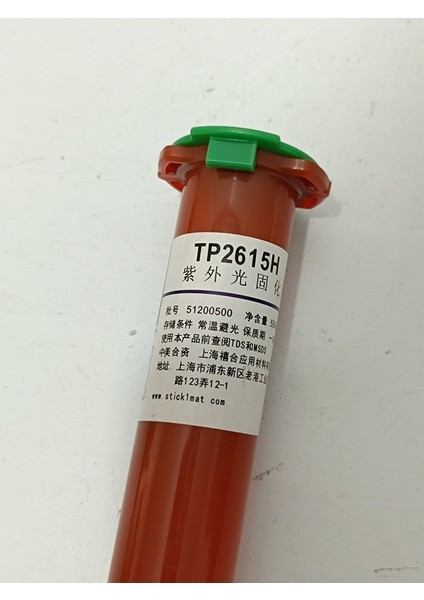 TP2615H
紫外光固化
批号 51200500 净含量 50
存储条件 常温避光 保质期 一
使用本产品前查阅TDS和MSDS
中美合资 上海禧合应用材料
地址: 上海市浦东新区老港工
路123弄12-1
www.stick1mat.com